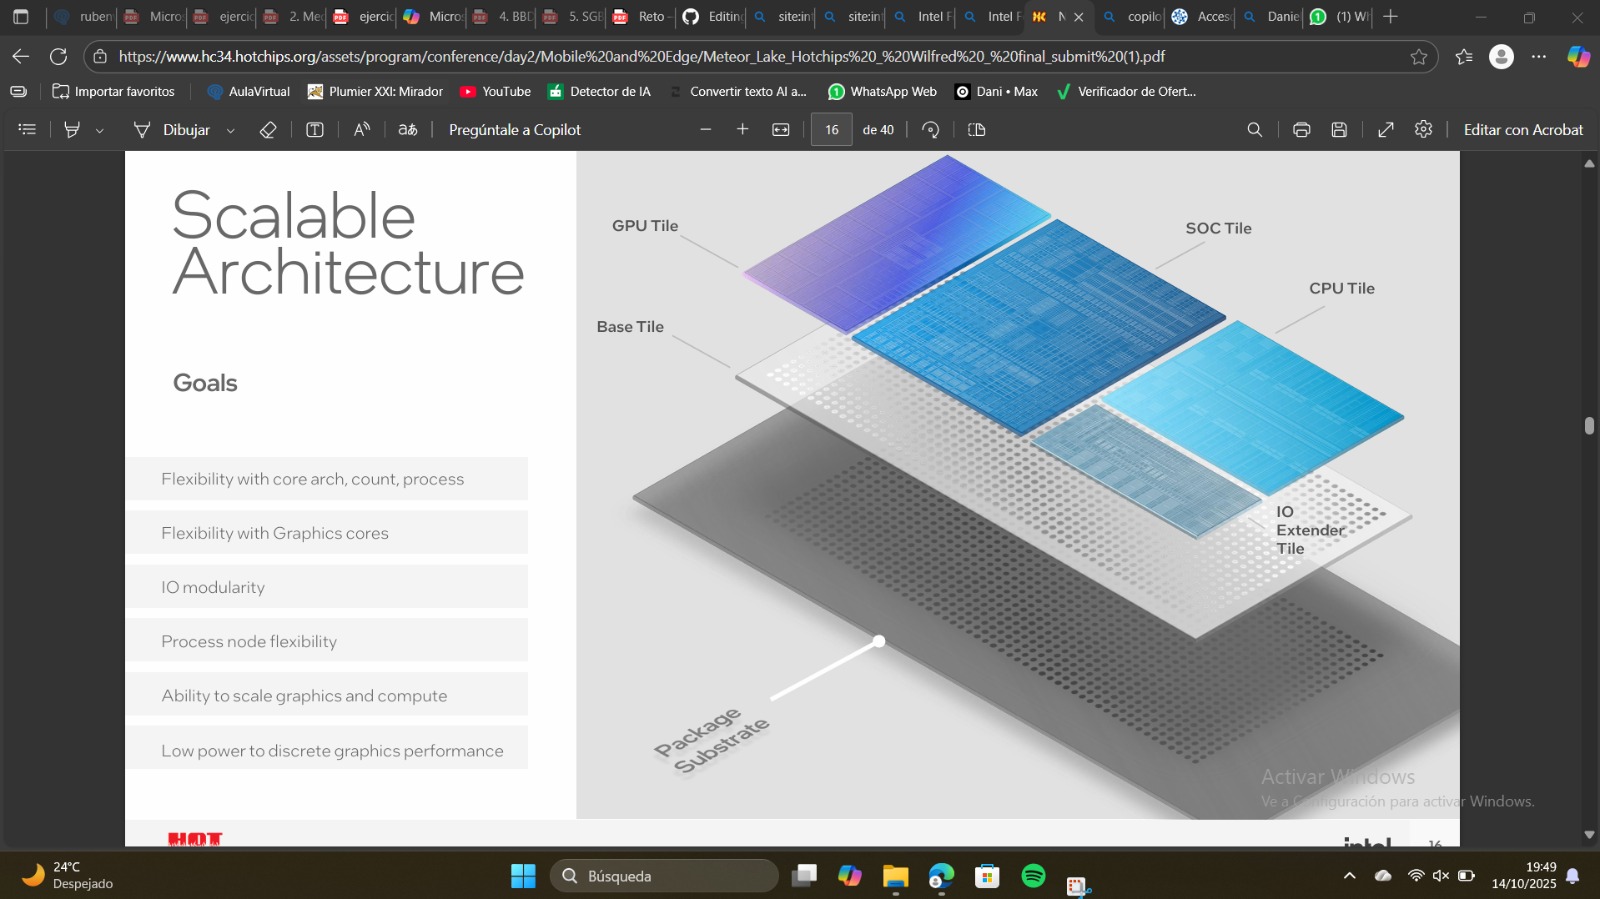 ruben
Micro:
ejercic
2. Mec
ejercic
Micro:
4. BBD
5. SGE
Reto -
Editing
site:int
site:int
Intel F
Intel F
copilo
Acces
Danie
(1) W
https://www.hc34.hotchips.org/assets/program/conference/day2/Mobile%20and%20Edge/Meteor_Lake_Hotchips%20_%20Wilfred%20_%20final_submit%20(1).pdf
Importar favoritos
AulaVirtual
Plumier XXI: Mirador
YouTube
Detector de IA
Convertir texto AI a...
WhatsApp Web
Dani • Max
Verificador de Ofert...
Dibujar
Pregúntale a Copilot
16 de 40
Editar con Acrobat
Scalable
Architecture
Goals
Flexibility with core arch, count, process
Flexibility with Graphics cores
IO modularity
Process node flexibility
Ability to scale graphics and compute
Low power to discrete graphics performance
GPU Tile
SOC Tile
CPU Tile
Base Tile
IO
Extender
Tile
Package
Substrate
Activar Windows
Ve a Configuración para activar Windows.
HOT
intel
16
24°C
Despejado
Búsqueda
19:49
14/10/2025